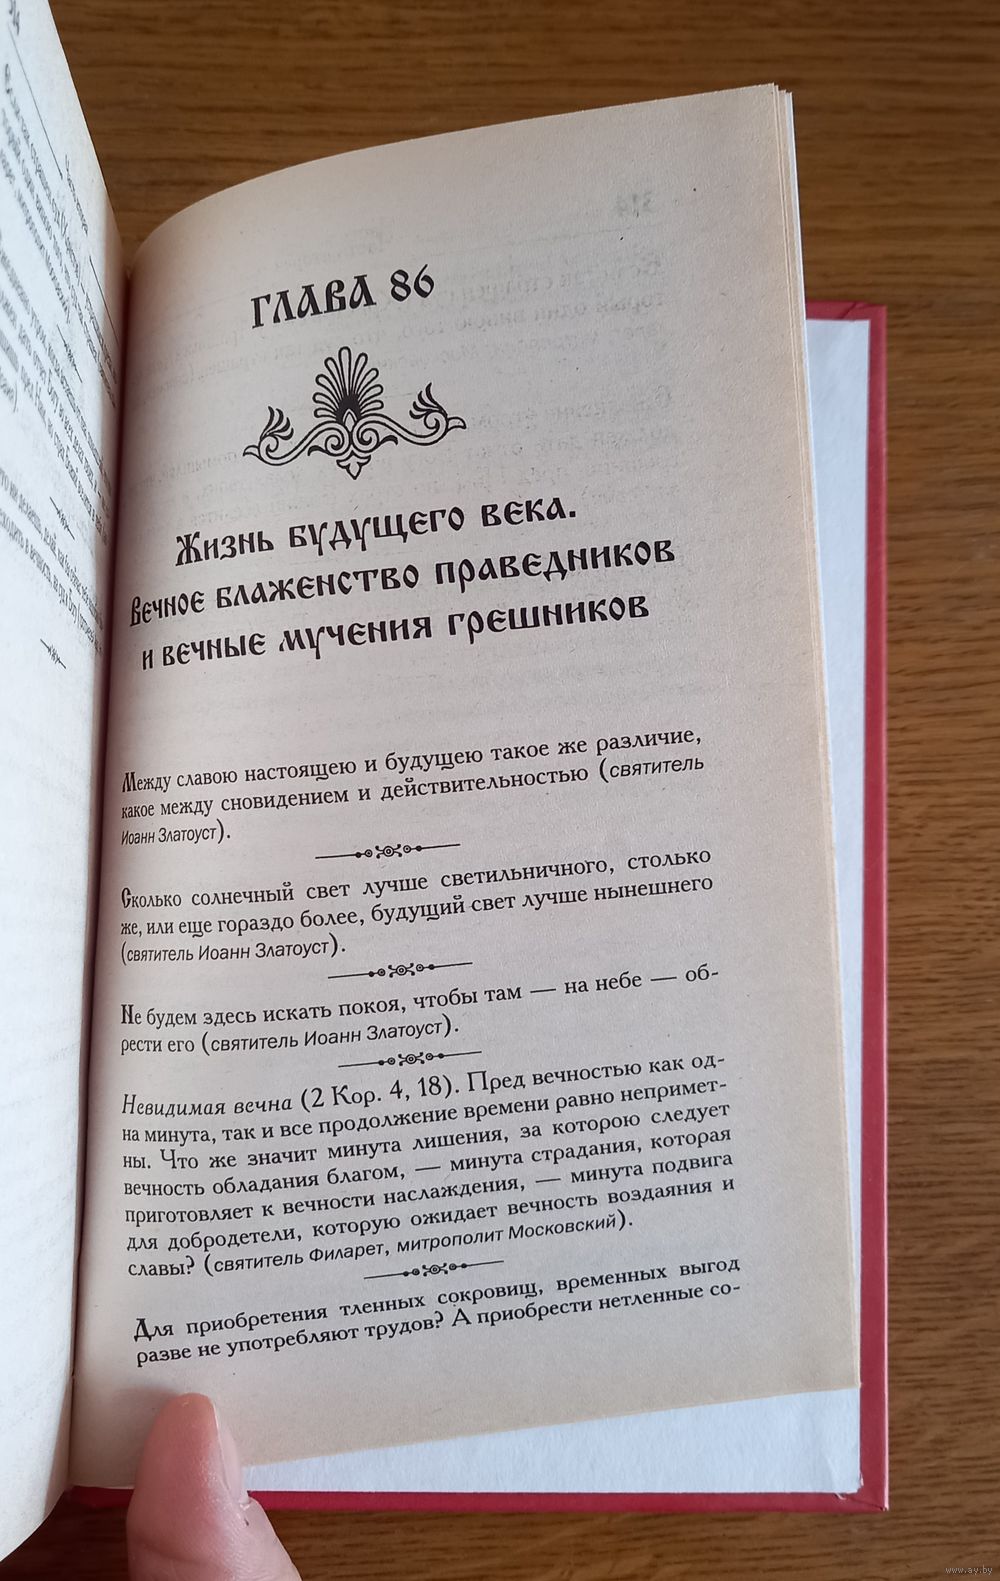 314
ГЛАВА 86
Жизнь будущего века.
Вечное блаженство праведников
и вечные мучения грешников
Между славою настоящею и будущею такое же различие,
какое между сновидением и действительностью (святитель
Иоанн Златоуст).
Сколько солнечный свет лучше светильничного, столько
же, или еще гораздо более, будущий свет лучше нынешнего
(святитель Иоанн Златоуст).
Не будем здесь искать покоя, чтобы там — на небе — об-
рести его (святитель Иоанн Златоуст).
Невидимая вечна (2 Кор. 4, 18). Пред вечностью как од-
на минута, так и все продолжение времени равно неприм­ет-
ны. Что же значит минута лишения, за которою следует
вечность обладания благом, — минута страдания, которая
приготовляет к вечности наслаждения, — минута подвига
для добродетели, которую ожидает вечность воздаяния и
славы? (святитель Филарет, митрополит Московский).
Для приобретения тленных сокровищ, временных выгод
разве не употребляют трудов? А приобрести нетленные со-
www.ay.by